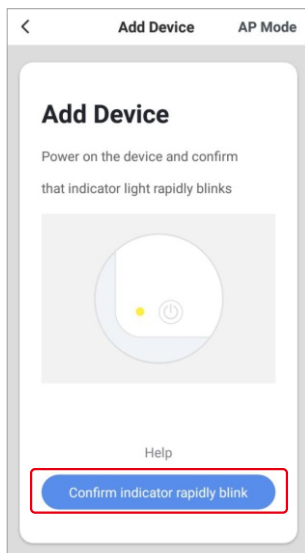 Add Device
AP Mode
Add Device
Power on the device and confirm
that indicator light rapidly blinks
Help
Confirm indicator rapidly blink